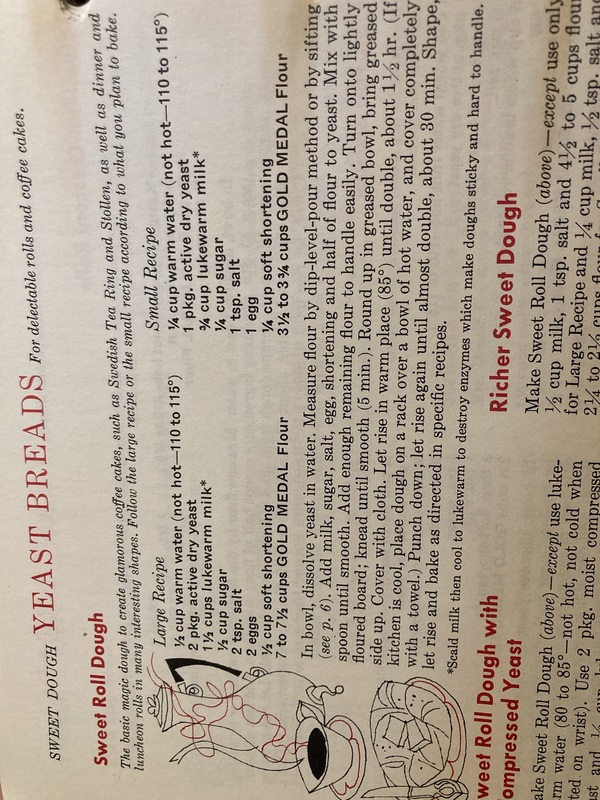 SWEET DOUGH YEAST BREADS For delectable rolls and coffee cakes.
Sweet Roll Dough
The basic magic dough to create glamorous coffee cakes, such as Swedish Tea Ring and Stollen, as well as dinner and
luncheon rolls in many interesting shapes. Follow the large recipe or the small recipe according to what you plan to bake.
Large Recipe
½ cup warm water (not hot—110 to 115°)
2 pkg. active dry yeast
1½ cups lukewarm milk*
½ cup sugar
2 tsp. salt
2 eggs
½ cup soft shortening
7 to 7½ cups GOLD MEDAL Flour
Small Recipe
¼ cup warm water (not hot—110 to 115°)
1 pkg. active dry yeast
¾ cup lukewarm milk*
¼ cup sugar
1 tsp. salt
1 egg
¼ cup soft shortening
3½ to 3¾ cups GOLD MEDAL Flour
In bowl, dissolve yeast in water. Measure flour by dip-level-pour method or by sifting
(see p. 6). Add milk, sugar, salt, egg, shortening and half of flour to yeast. Mix with
spoon until smooth. Add enough remaining flour to handle easily. Turn onto lightly
floured board; knead until smooth (5 min.). Round up in greased bowl, bring greased
side up. Cover with cloth. Let rise in warm place (85°) until double, about 1½ hr. (If
kitchen is cool, place dough on a rack over a bowl of hot water, and cover completely
with a towel.) Punch down; let rise again until almost double, about 30 min. Shape,
let rise and bake as directed in specific recipes.
*Scald milk then cool to lukewarm to destroy enzymes which make doughs sticky and hard to handle.
weet Roll Dough with
ompressed Yeast
ake Sweet Roll Dough (above)—except use luke-
rm water (80 to 85°—not hot, not cold when
ted on wrist). Use 2 pkg. moist compressed
st and
Richer Sweet Dough
Make Sweet Roll Dough (above)—except use only
½ cup milk, 1 tsp. salt and 4½ to 5 cups flour
for Large Recipe and ¼ cup milk, ½ tsp. salt and
2¼ to 2½ cups flour